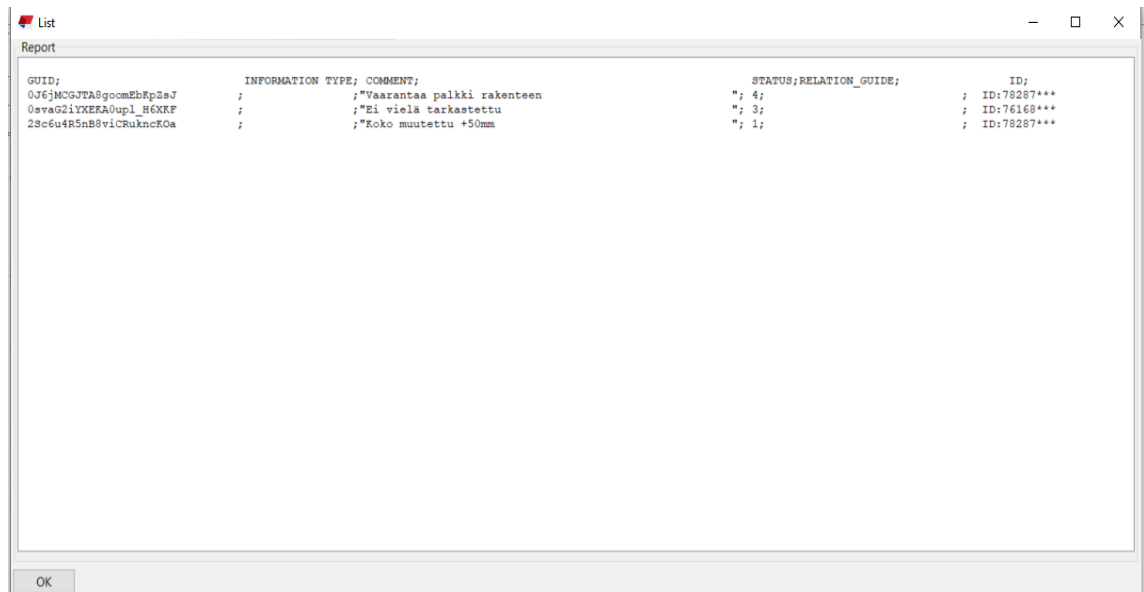 List
Report
GUID; INFORMATION TYPE; COMMENT; STATUS;RELATION_GUIDE; ID;
0J6jMCGJTA8goomEbKpZsJ ; ;"Vaarantaa palkki rakenteen "; 4; ; ID:78287***
0svaG2iYXEKA0upl_H6XKF ; ;"Ei vielä tarkastettu "; 3; ; ID:76168***
2Sc6u4R5nB8viCRukncKOa ; ;"Koko muutettu +50mm "; 1; ; ID:78287***
OK